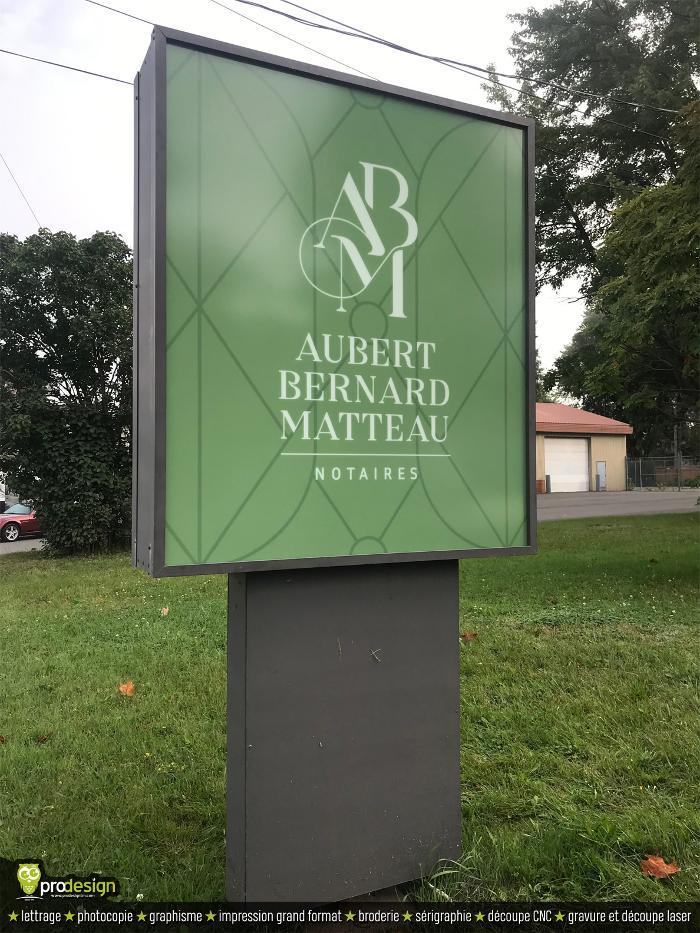 ABM
AUBERT
BERNARD
MATTEAU
NOTAIRES
prodesign
★ lettrage ★ photocopie ★ graphisme ★ impression grand format ★ broderie ★ sérigraphie ★ découpe CNC ★ gravure et découpe laser